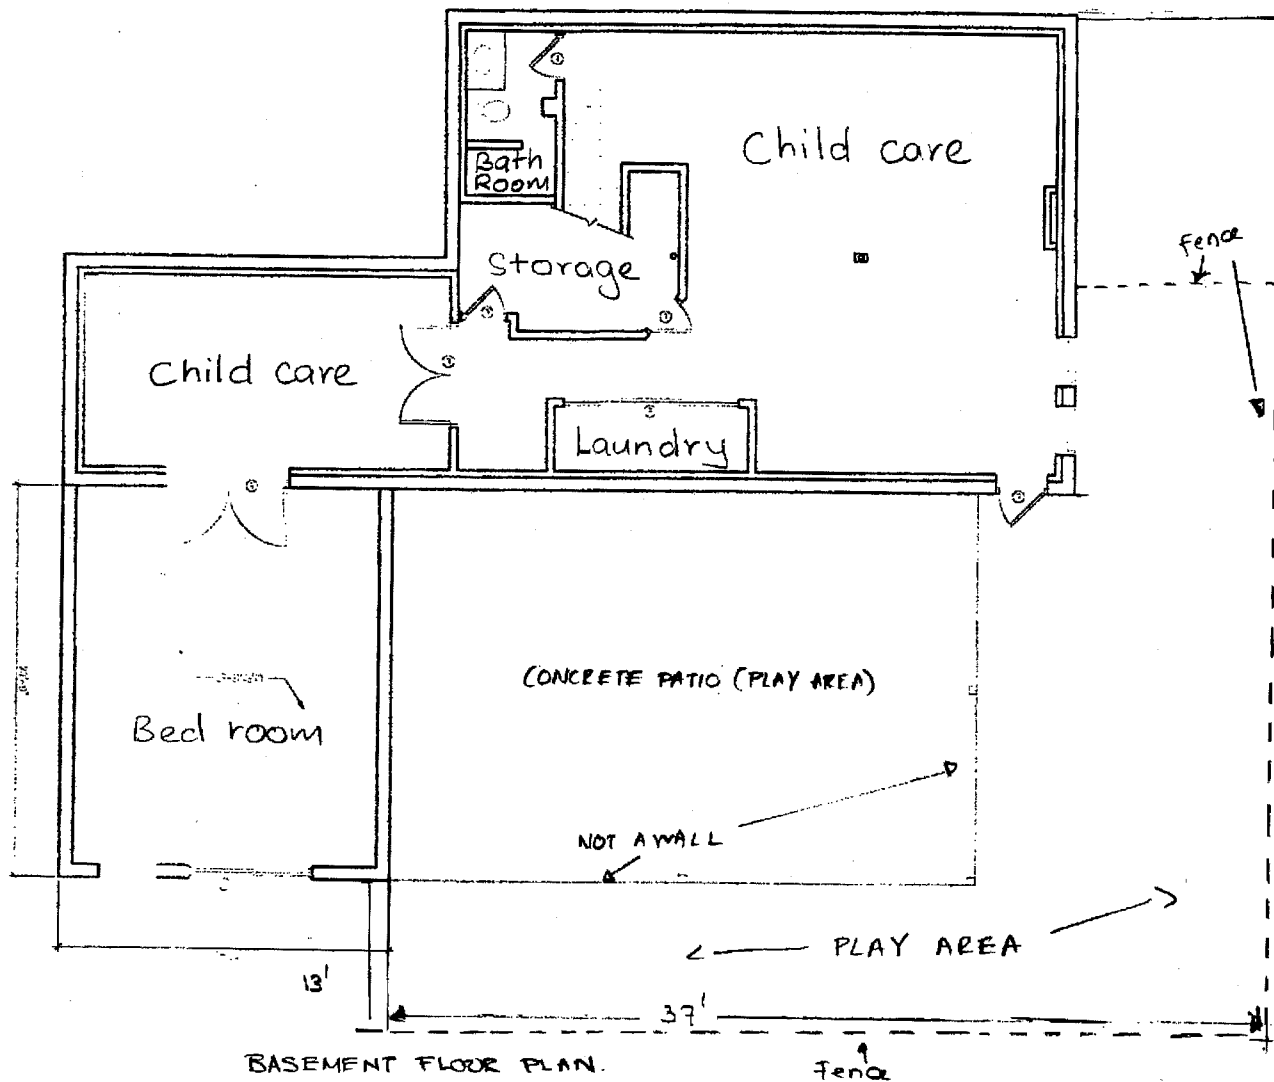 Child care
Bath
Room
Fence
Storage
Child care
Laundry
CONCRETE PATIO (PLAY AREA)
Bed room
NOT A WALL
PLAY AREA
13'
37'
BASEMENT FLOOR PLAN.
Fence